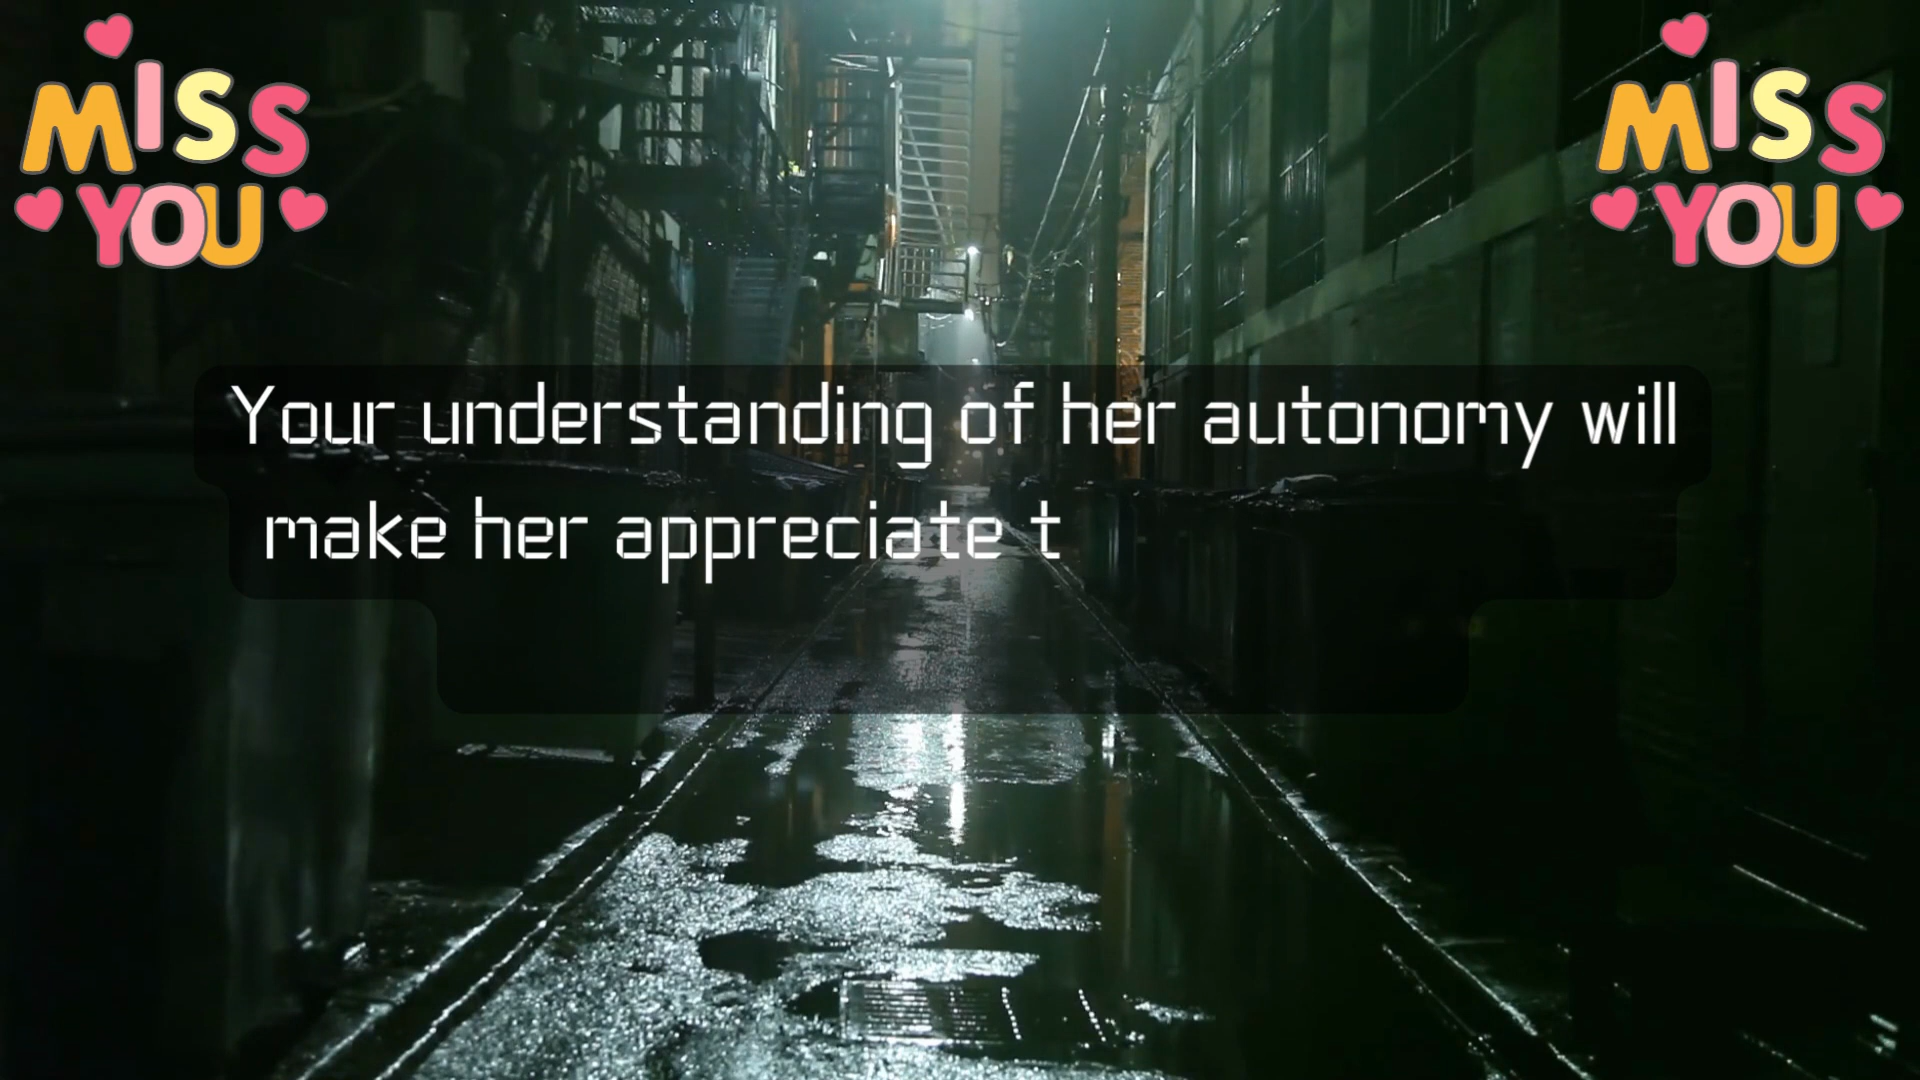 MISS
YOU
MISS
YOU
Your understanding of her autonomy will
make her appreciate t